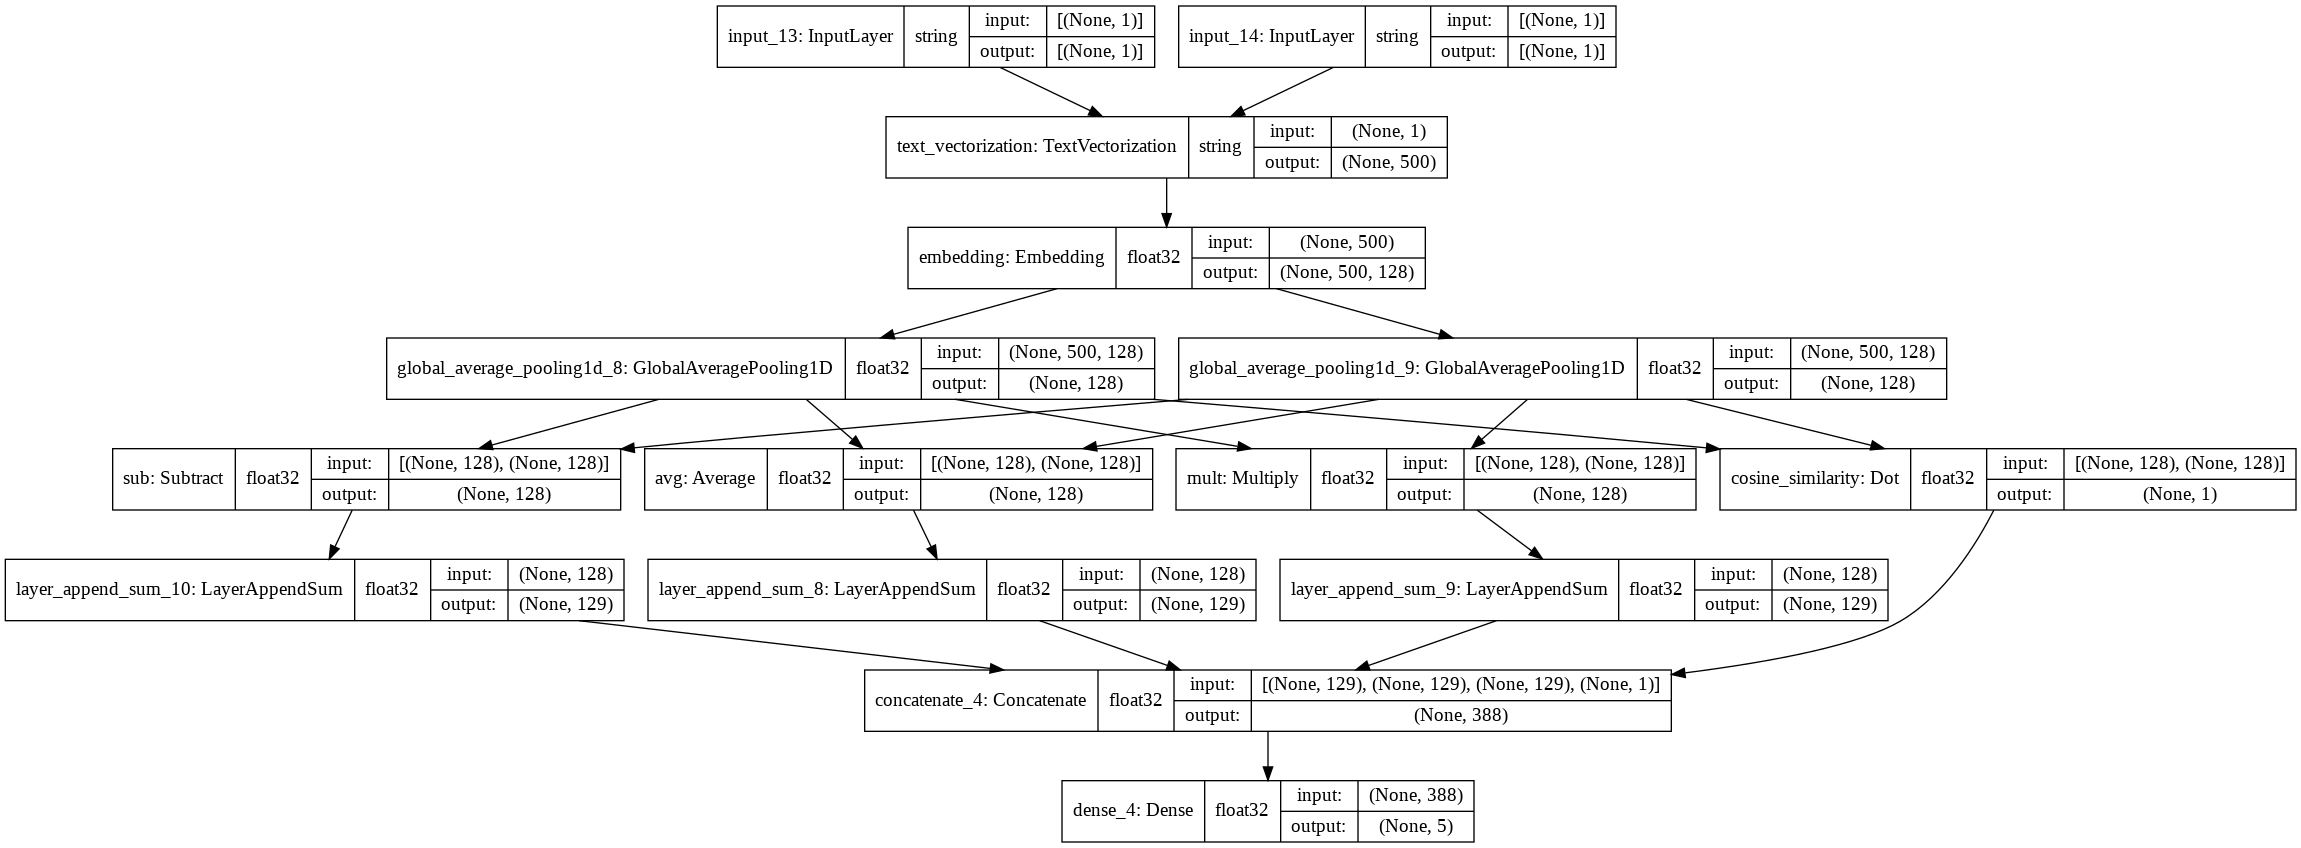 input_13: InputLayer string input: [(None, 1)] output: [(None, 1)]
input_14: InputLayer string input: [(None, 1)] output: [(None, 1)]
text_vectorization: TextVectorization string input: (None, 1) output: (None, 500)
embedding: Embedding float32 input: (None, 500) output: (None, 500, 128)
global_average_pooling1d_8: GlobalAveragePooling1D float32 input: (None, 500, 128) output: (None, 128)
global_average_pooling1d_9: GlobalAveragePooling1D float32 input: (None, 500, 128) output: (None, 128)
sub: Subtract float32 input: [(None, 128), (None, 128)] output: (None, 128)
avg: Average float32 input: [(None, 128), (None, 128)] output: (None, 128)
mult: Multiply float32 input: [(None, 128), (None, 128)] output: (None, 128)
cosine_similarity: Dot float32 input: [(None, 128), (None, 128)] output: (None, 1)
layer_append_sum_10: LayerAppendSum float32 input: (None, 128) output: (None, 129)
layer_append_sum_8: LayerAppendSum float32 input: (None, 128) output: (None, 129)
layer_append_sum_9: LayerAppendSum float32 input: (None, 128) output: (None, 129)
concatenate_4: Concatenate float32 input: [(None, 129), (None, 129), (None, 129), (None, 1)] output: (None, 388)
dense_4: Dense float32 input: (None, 388) output: (None, 5)